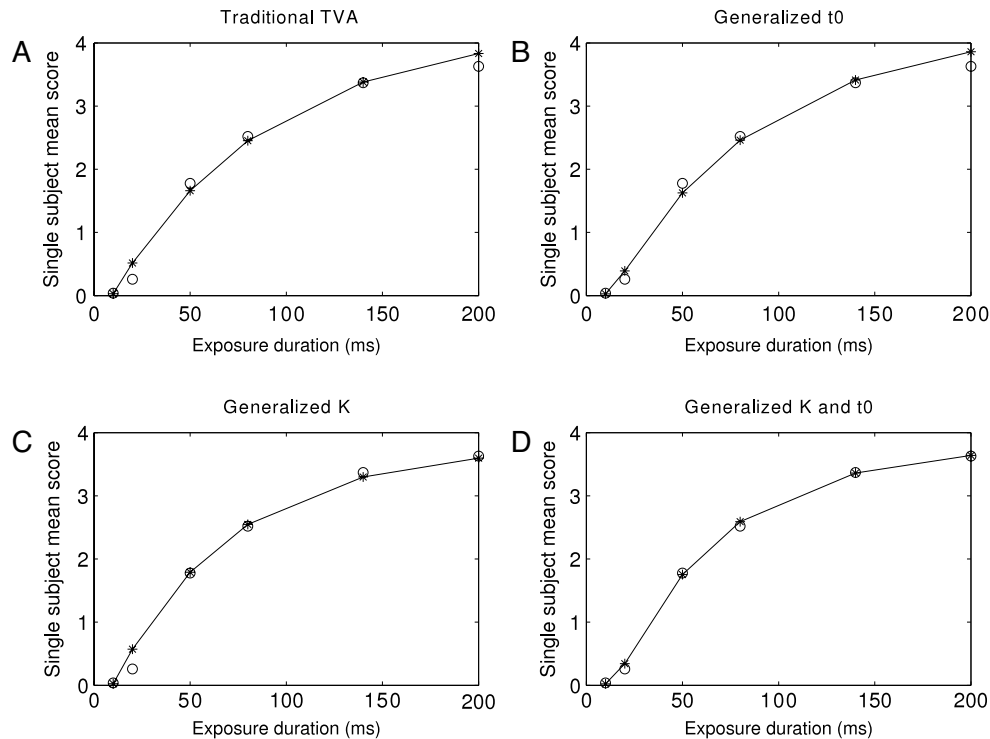 Traditional TVA
A
Single subject mean score
4
3
2
1
0
0 50 100 150 200
Exposure duration (ms)
Generalized t0
B
Single subject mean score
4
3
2
1
0
0 50 100 150 200
Exposure duration (ms)
Generalized K
C
Single subject mean score
4
3
2
1
0
0 50 100 150 200
Exposure duration (ms)
Generalized K and t0
D
Single subject mean score
4
3
2
1
0
0 50 100 150 200
Exposure duration (ms)